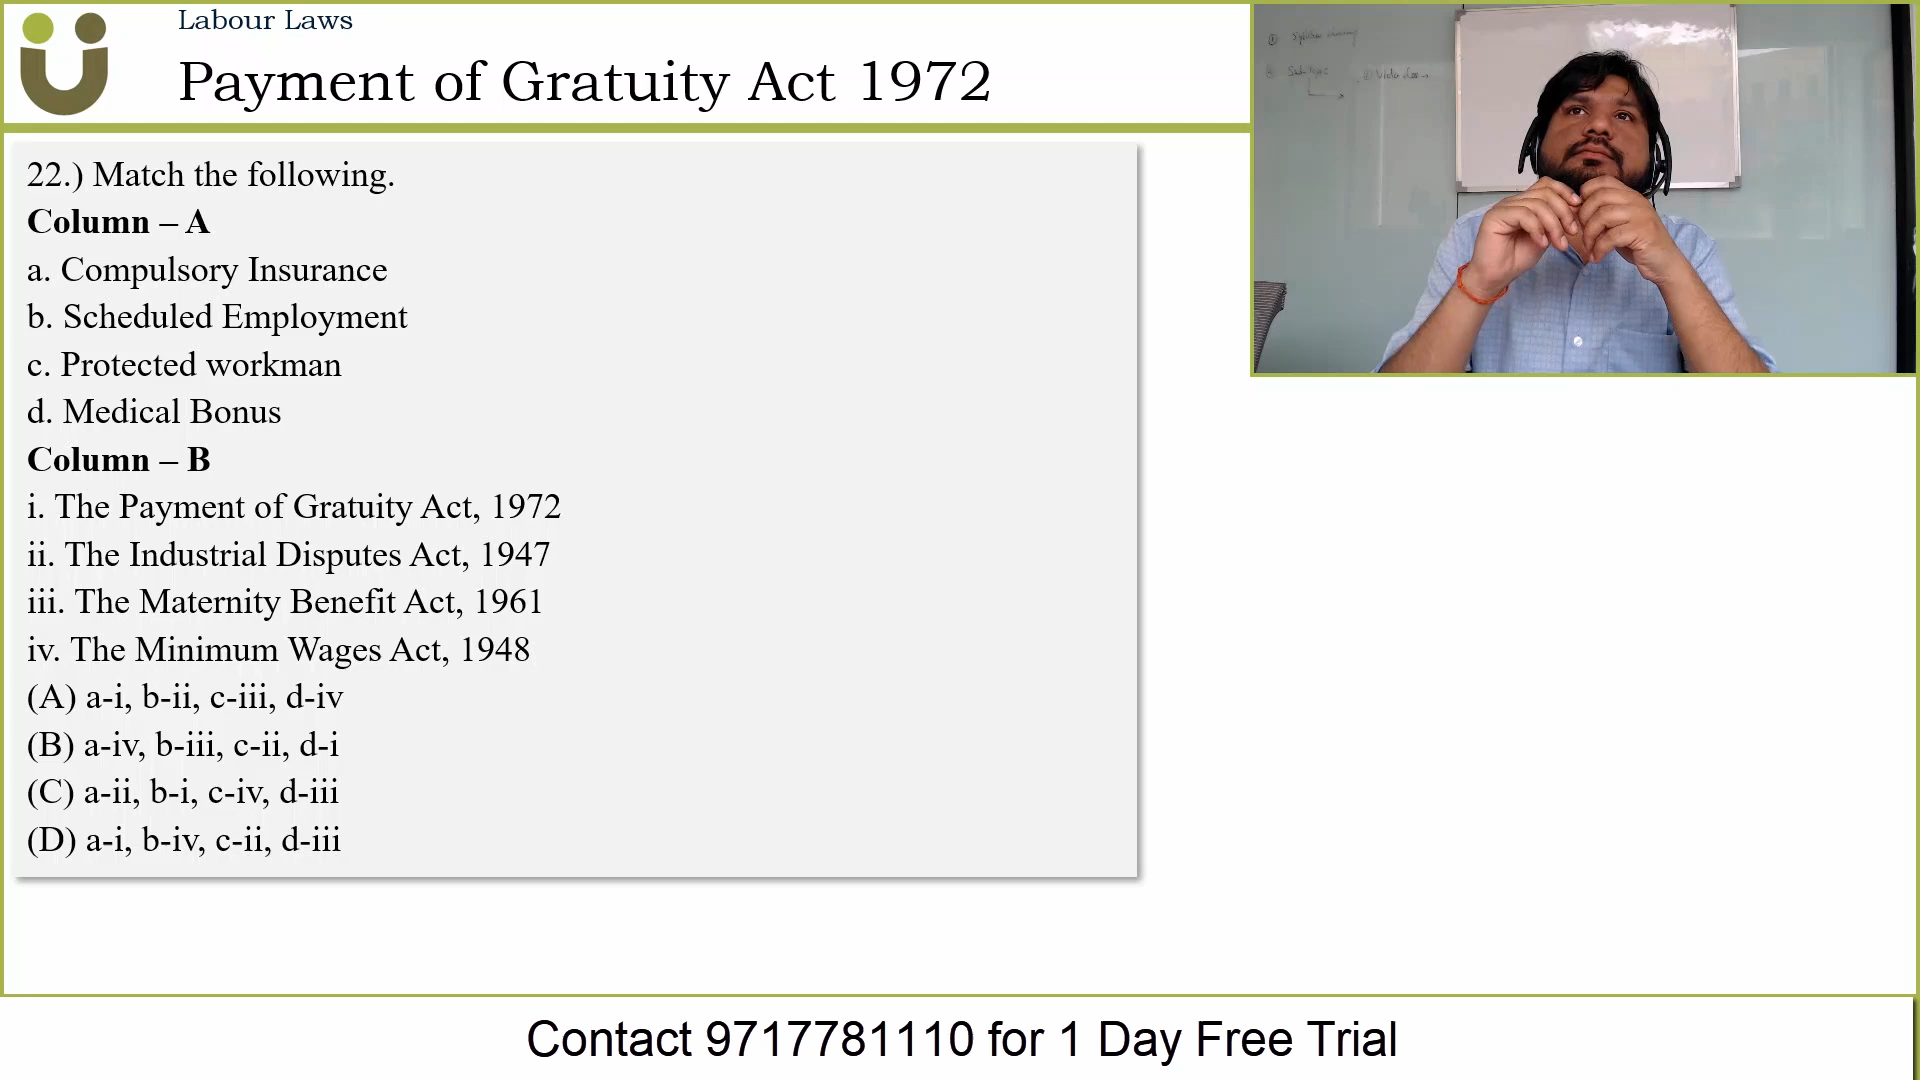 Labour Laws
Payment of Gratuity Act 1972
22.) Match the following.
Column – A
a. Compulsory Insurance
b. Scheduled Employment
c. Protected workman
d. Medical Bonus
Column – B
i. The Payment of Gratuity Act, 1972
ii. The Industrial Disputes Act, 1947
iii. The Maternity Benefit Act, 1961
iv. The Minimum Wages Act, 1948
(A) a-i, b-ii, c-iii, d-iv
(B) a-iv, b-iii, c-ii, d-i
(C) a-ii, b-i, c-iv, d-iii
(D) a-i, b-iv, c-ii, d-iii
Contact 9717781110 for 1 Day Free Trial